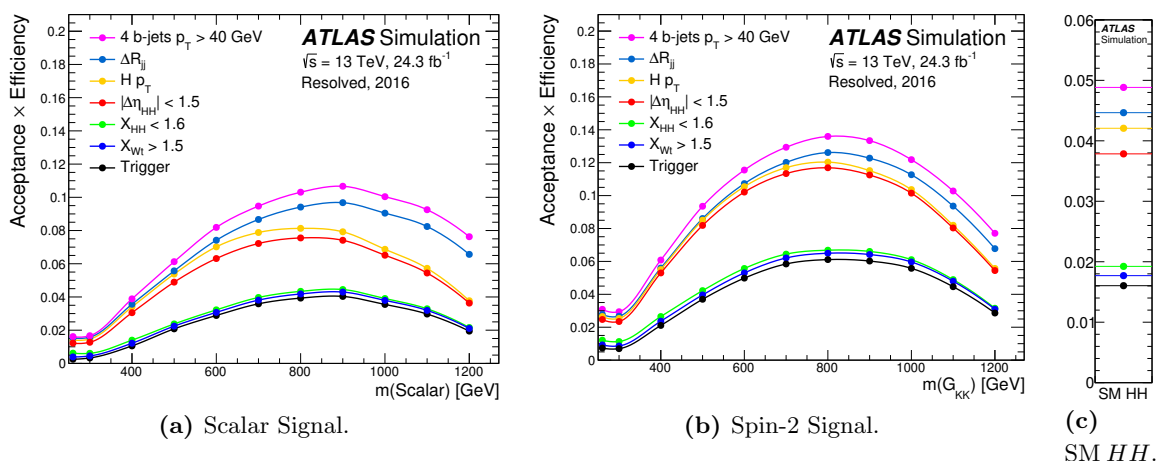 ATLAS Simulation
√s = 13 TeV, 24.3 fb⁻¹
Resolved, 2016
4 b-jets p_T > 40 GeV
ΔR_jj
H p_T
|Δη_HH| < 1.5
X_HH < 1.6
X_Wt > 1.5
Trigger
Acceptance × Efficiency
0.2
0.18
0.16
0.14
0.12
0.1
0.08
0.06
0.04
0.02
0
400 600 800 1000 1200
m(Scalar) [GeV]
(a) Scalar Signal.
ATLAS Simulation
√s = 13 TeV, 24.3 fb⁻¹
Resolved, 2016
4 b-jets p_T > 40 GeV
ΔR_jj
H p_T
|Δη_HH| < 1.5
X_HH < 1.6
X_Wt > 1.5
Trigger
Acceptance × Efficiency
0.2
0.18
0.16
0.14
0.12
0.1
0.08
0.06
0.04
0.02
0
400 600 800 1000 1200
m(G_KK) [GeV]
(b) Spin-2 Signal.
0.06
ATLAS
Simulation
0.05
0.04
0.03
0.02
0.01
0
SM HH
(c)
SM HH.